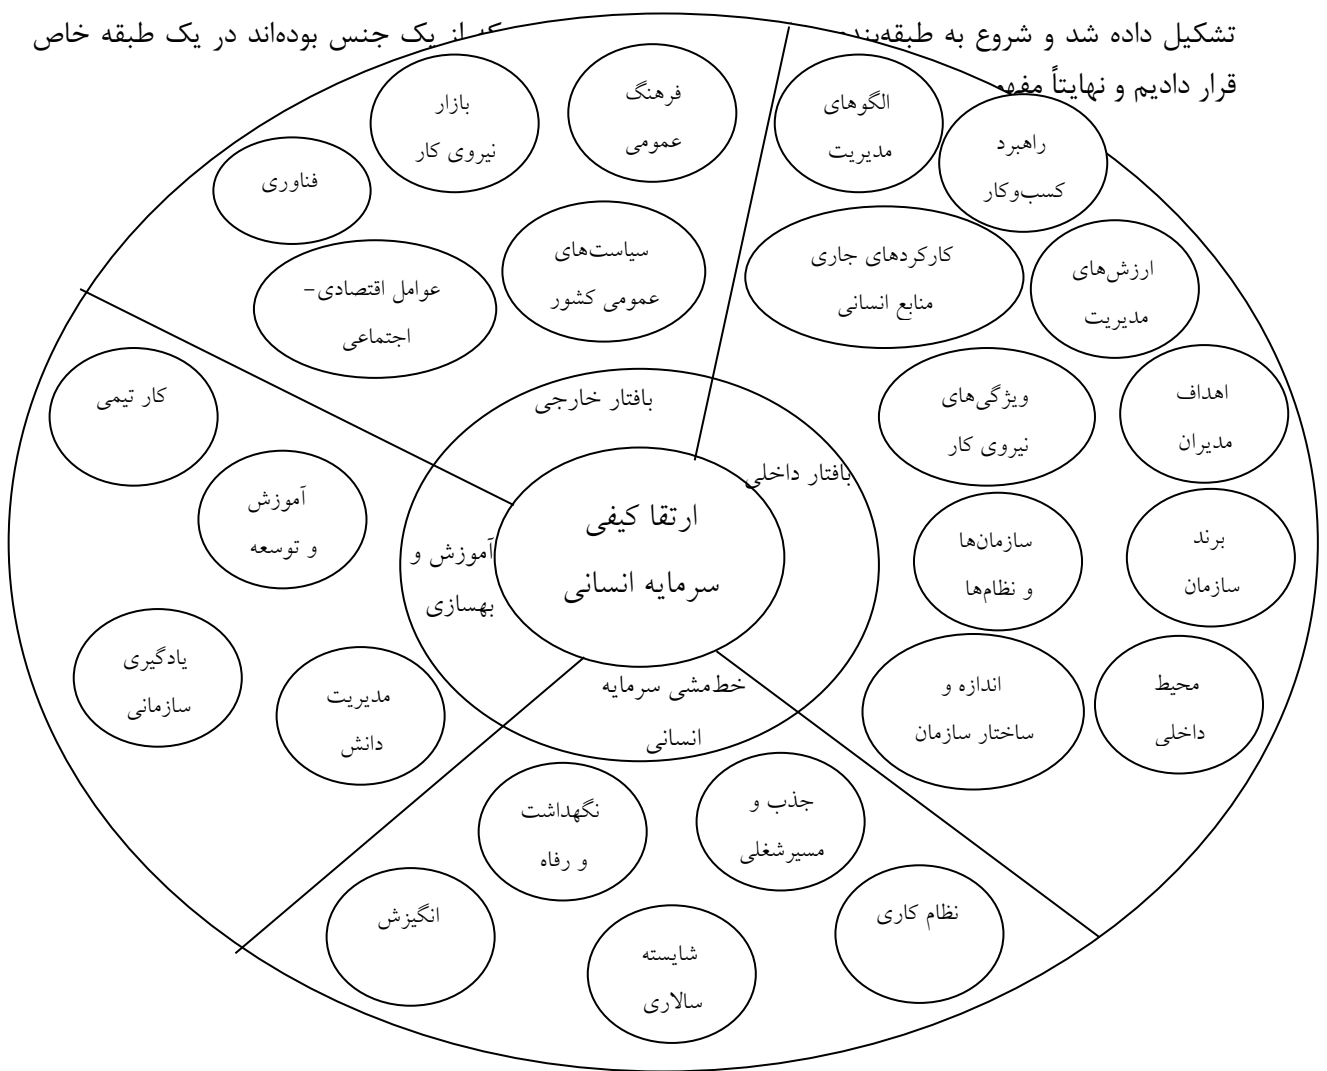 تشکیل داده شد و شروع به طبقه‌بندی که از یک جنس بوده‌اند در یک طبقه خاص
قرار دادیم و نهایتاً
فرهنگ
عمومی
بازار
نیروی کار
فناوری
سیاست‌های
عمومی کشور
عوامل اقتصادی-
اجتماعی
الگوهای
مدیریت
راهبرد
کسب‌وکار
کارکردهای جاری
منابع انسانی
ارزش‌های
مدیریت
ویژگی‌های
نیروی کار
اهداف
مدیران
سازمان‌ها
و نظام‌ها
برند
سازمان
اندازه و
ساختار سازمان
محیط
داخلی
بافتار خارجی
بافتار داخلی
ارتقا کیفی
سرمایه انسانی
آموزش و
بهسازی
خط‌مشی سرمایه
انسانی
کار تیمی
آموزش
و توسعه
یادگیری
سازمانی
مدیریت
دانش
جذب و
مسیرشغلی
نگهداشت
و رفاه
نظام کاری
شایسته
سالاری
انگیزش